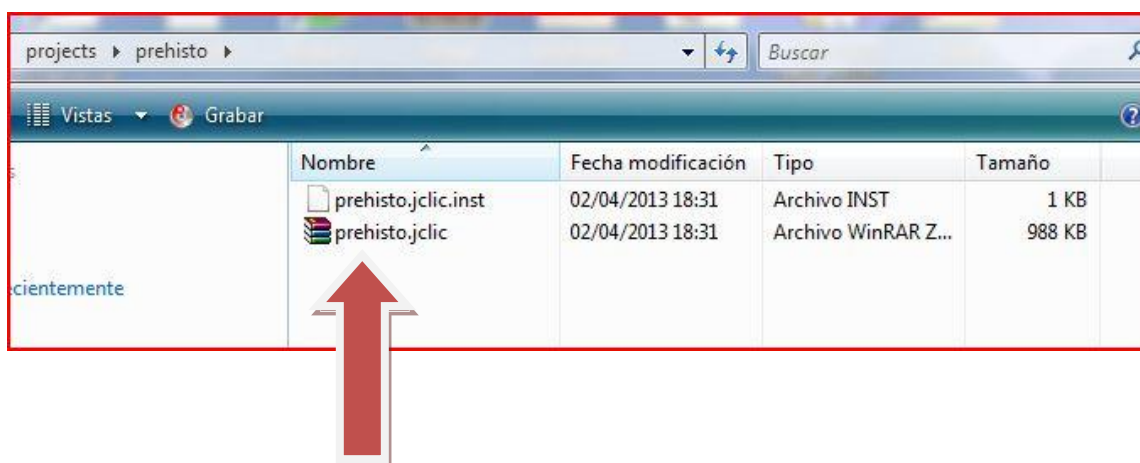 projects ▸ prehisto ▸ Buscar
Vistas Grabar
Nombre Fecha modificación Tipo Tamaño
prehisto.jclic.inst 02/04/2013 18:31 Archivo INST 1 KB
prehisto.jclic 02/04/2013 18:31 Archivo WinRAR Z... 988 KB
ecientemente